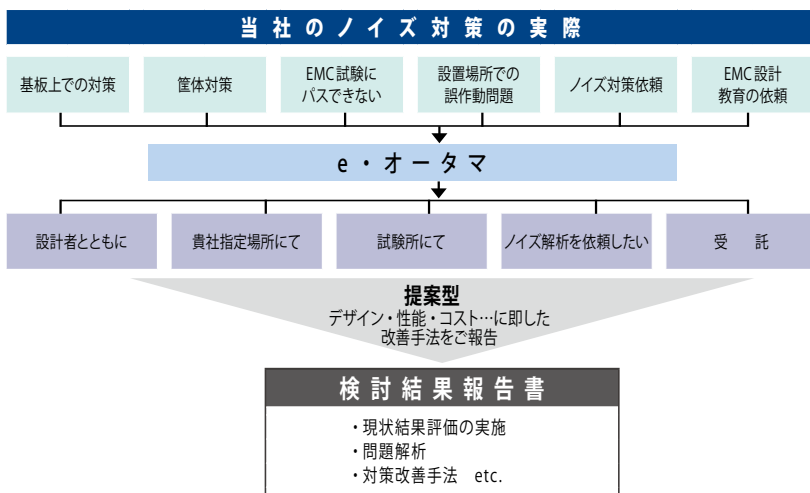 当社のノイズ対策の実際
基板上での対策
筐体対策
EMC試験に
パスできない
設置場所での
誤作動問題
ノイズ対策依頼
EMC設計
教育の依頼
e・オータマ
設計者とともに
貴社指定場所にて
試験所にて
ノイズ解析を依頼したい
受　託
提案型
デザイン・性能・コスト…に即した
改善手法をご報告
検討結果報告書
・現状結果評価の実施
・問題解析
・対策改善手法　etc.